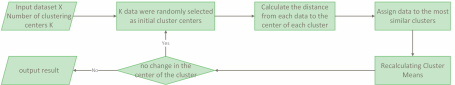 Input dataset X
Number of clustering
centers K
K data were randomly selected
as initial cluster centers
Calculate the distance
from each data to the
center of each cluster
Assign data to the most
similar clusters
Yes
output result
No
no change in the
center of the cluster
Recalculating Cluster
Means